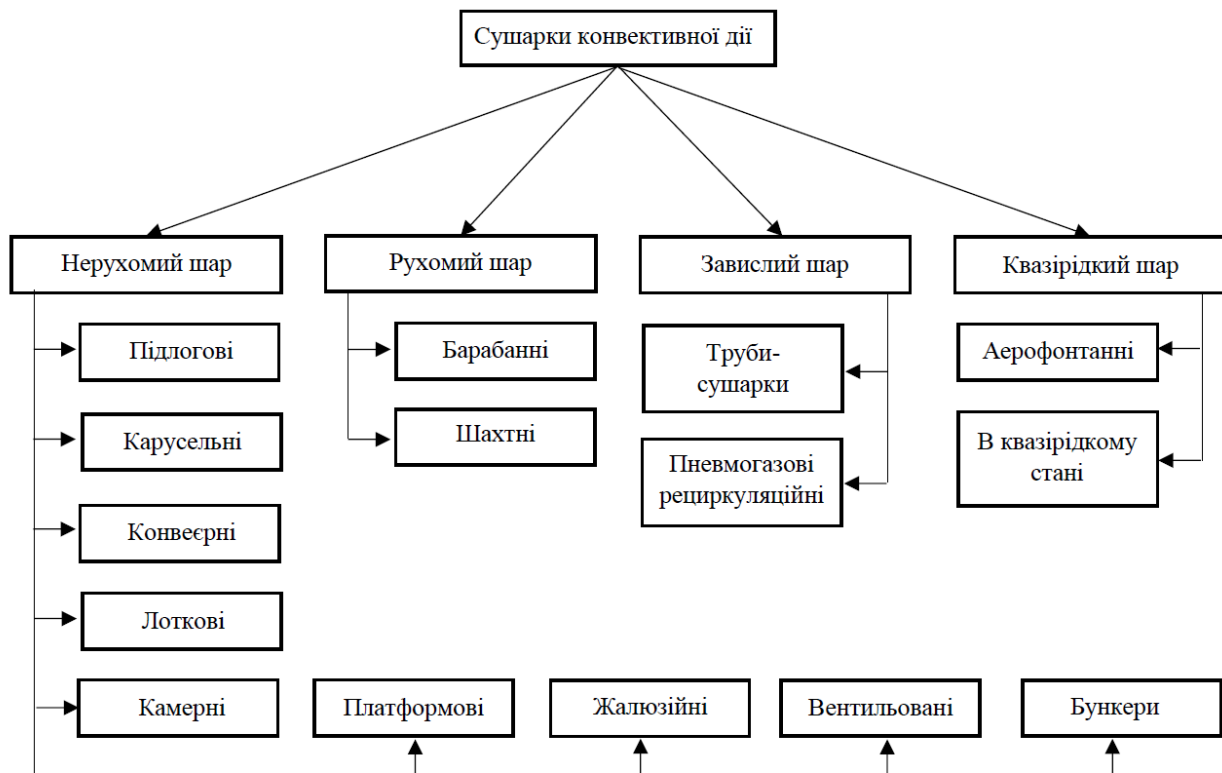 Сушарки конвективної дії
Нерухомий шар
Рухомий шар
Завислий шар
Квазірідкий шар
Підлогові
Барабанні
Труби-
сушарки
Аерофонтанні
Карусельні
Шахтні
Пневмогазові
рециркуляційні
В квазірідкому
стані
Конвеєрні
Лоткові
Камерні
Платформові
Жалюзійні
Вентильовані
Бункери